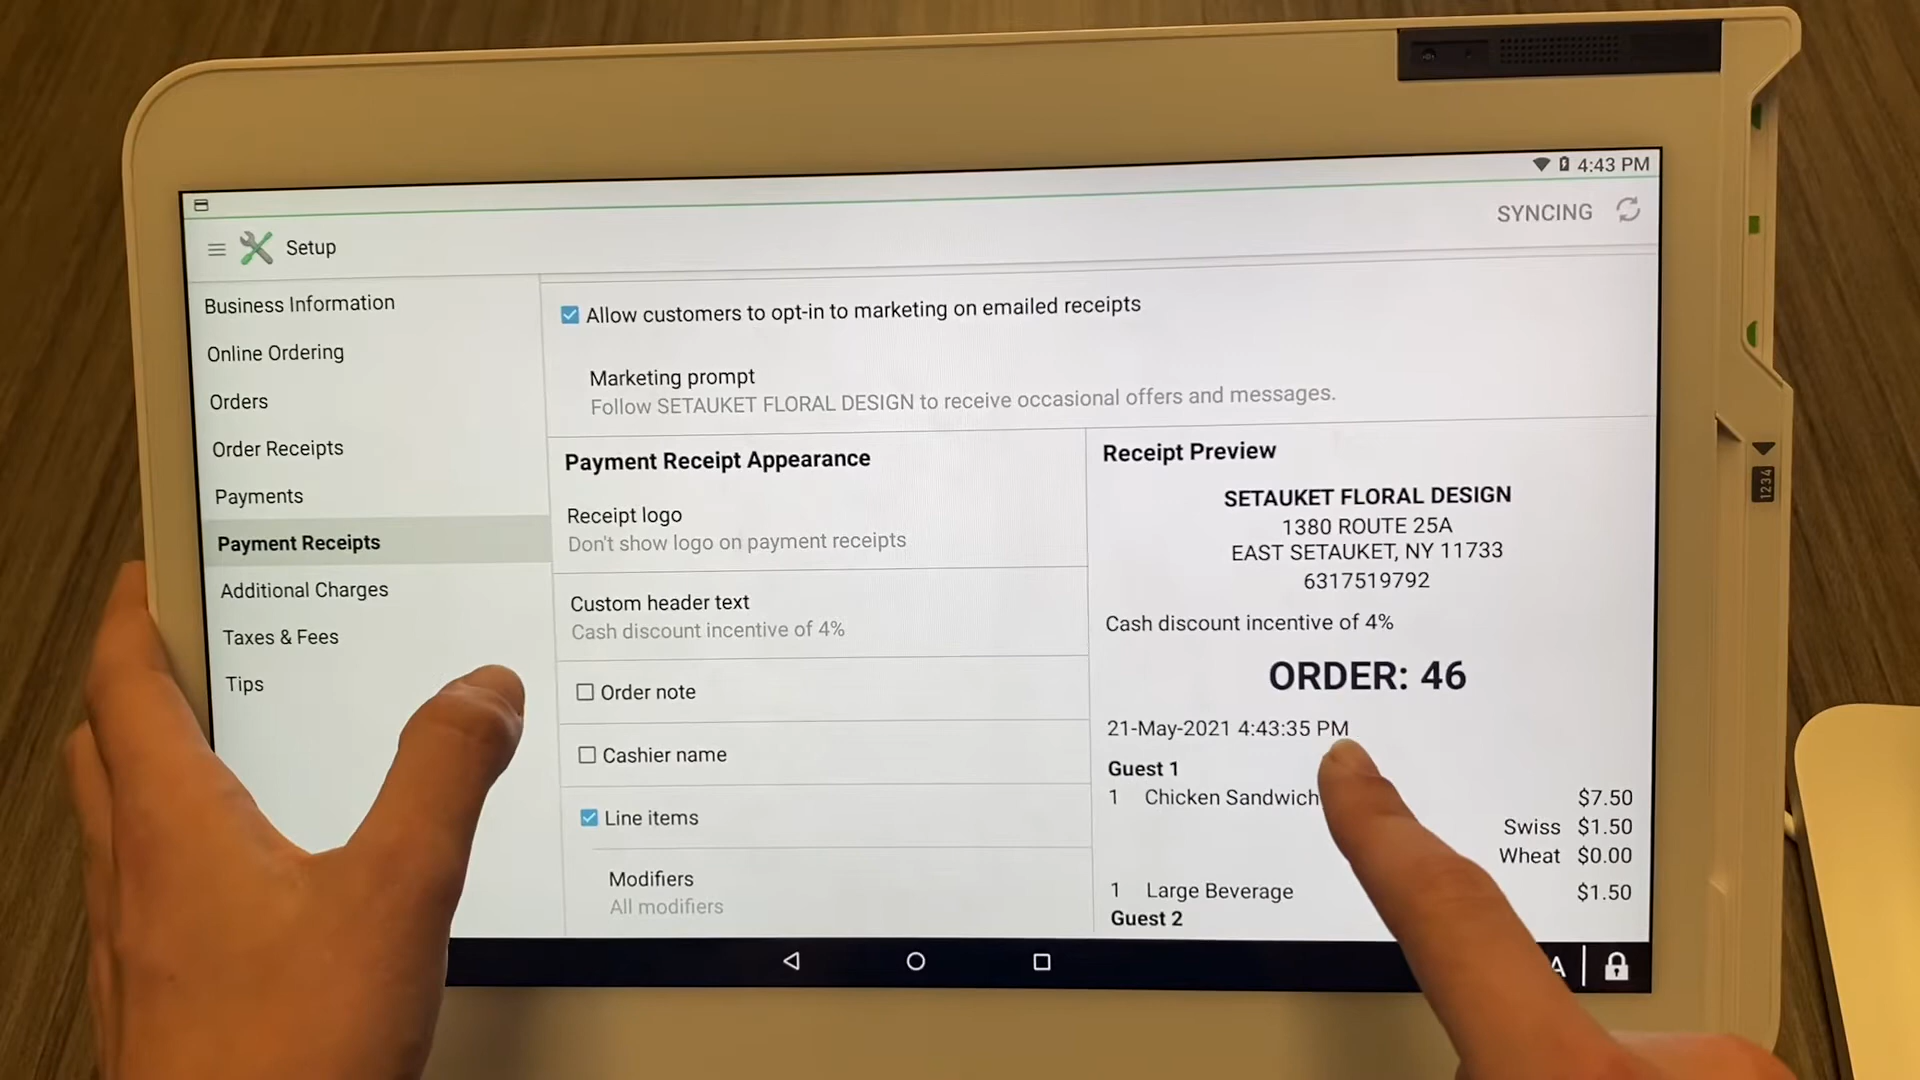 4:43 PM
SYNCING
Setup
Business Information
Online Ordering
Orders
Order Receipts
Payments
Payment Receipts
Additional Charges
Taxes & Fees
Tips
Allow customers to opt-in to marketing on emailed receipts
Marketing prompt
Follow SETAUKET FLORAL DESIGN to receive occasional offers and messages.
Payment Receipt Appearance
Receipt logo
Don't show logo on payment receipts
Custom header text
Cash discount incentive of 4%
Order note
Cashier name
Line items
Modifiers
All modifiers
Receipt Preview
SETAUKET FLORAL DESIGN
1380 ROUTE 25A
EAST SETAUKET, NY 11733
6317519792
Cash discount incentive of 4%
ORDER: 46
21-May-2021 4:43:35 PM
Guest 1
1 Chicken Sandwich $7.50
Swiss $1.50
Wheat $0.00
1 Large Beverage $1.50
Guest 2
A
1234